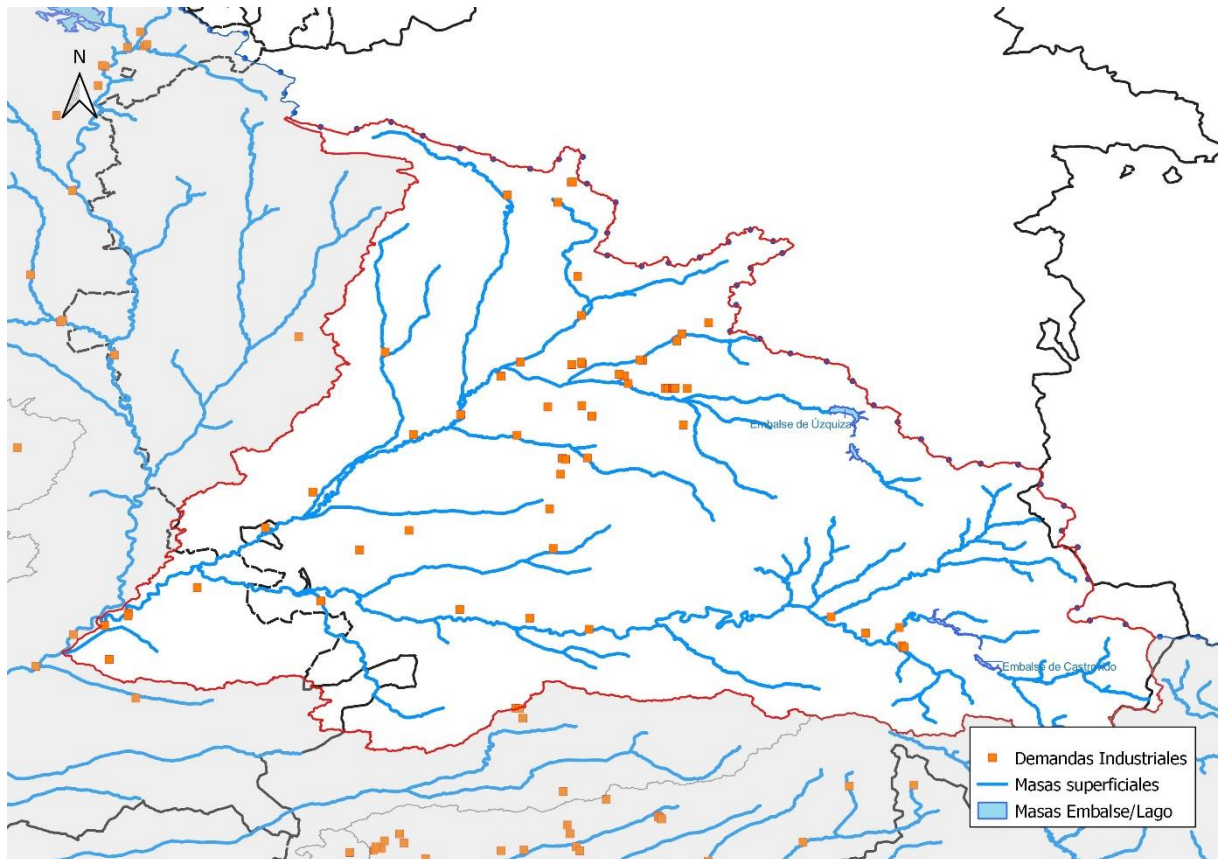 N
Embalse de Úzquiza
Embalse de Castrovido
Demandas Industriales
Masas superficiales
Masas Embalse/Lago